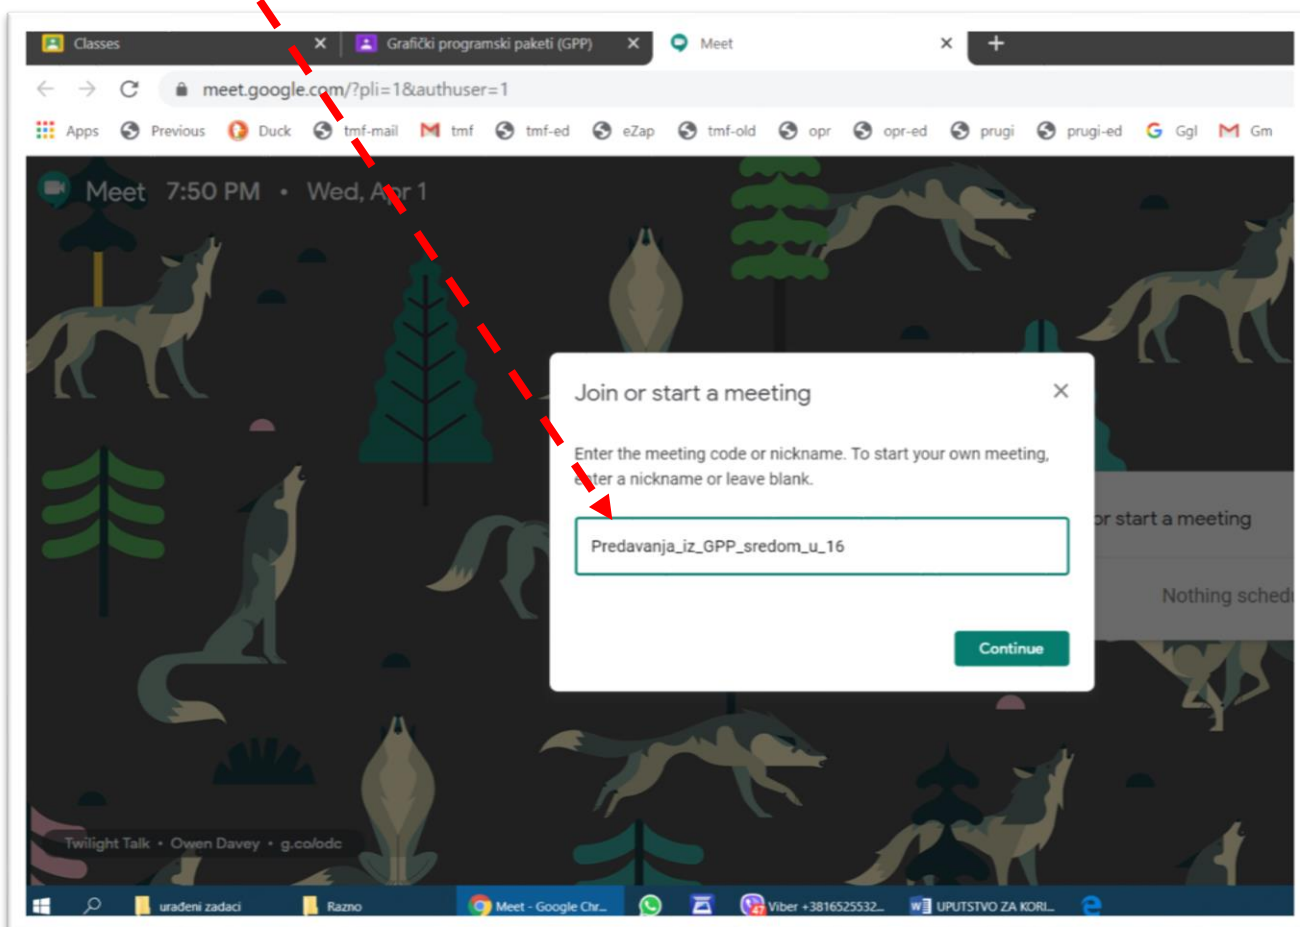 Classes
Grafički programski paketi (GPP)
Meet
meet.google.com/?pli=1&authuser=1
Apps Previous Duck tmf-mail tmf tmf-ed eZap tmf-old opr opr-ed prugi prugi-ed Ggl Gm
Meet 7:50 PM • Wed, Apr 1
Join or start a meeting
Enter the meeting code or nickname. To start your own meeting,
enter a nickname or leave blank.
Predavanja_iz_GPP_sredom_u_16
Continue
or start a meeting
Nothing sched
Twilight Talk • Owen Davey • g.co/odc
urađeni zadaci Razno Meet - Google Chr... 47 Viber +3816525532... UPUTSTVO ZA KORI...